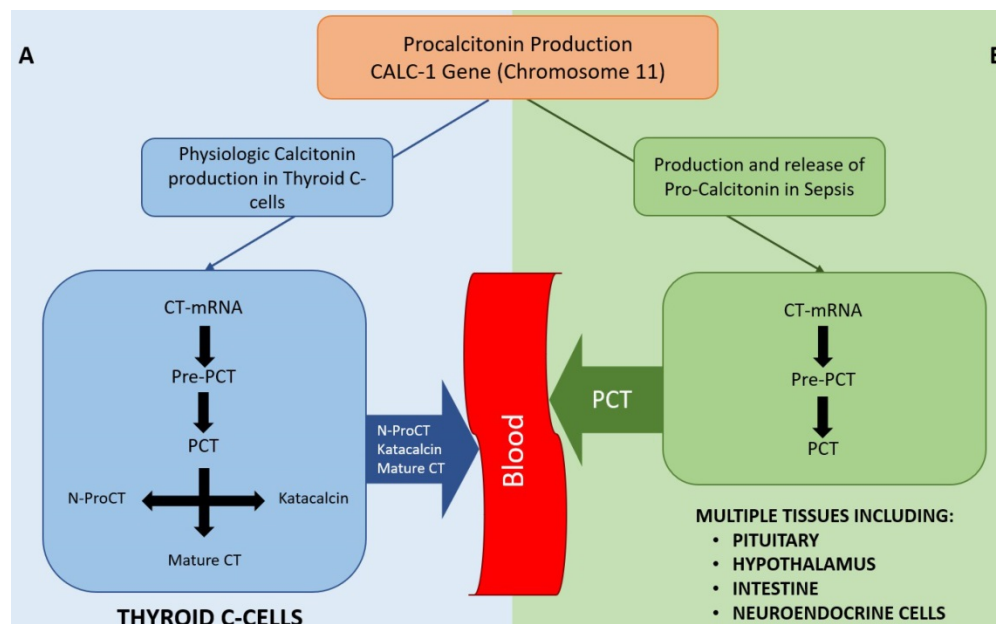 A
Procalcitonin Production
CALC-1 Gene (Chromosome 11)
Physiologic Calcitonin
production in Thyroid C-
cells
Production and release of
Pro-Calcitonin in Sepsis
CT-mRNA
Pre-PCT
PCT
N-ProCT
Katacalcin
Mature CT
THYROID C-CELLS
N-ProCT
Katacalcin
Mature CT
Blood
PCT
CT-mRNA
Pre-PCT
PCT
MULTIPLE TISSUES INCLUDING:
• PITUITARY
• HYPOTHALAMUS
• INTESTINE
• NEUROENDOCRINE CELLS